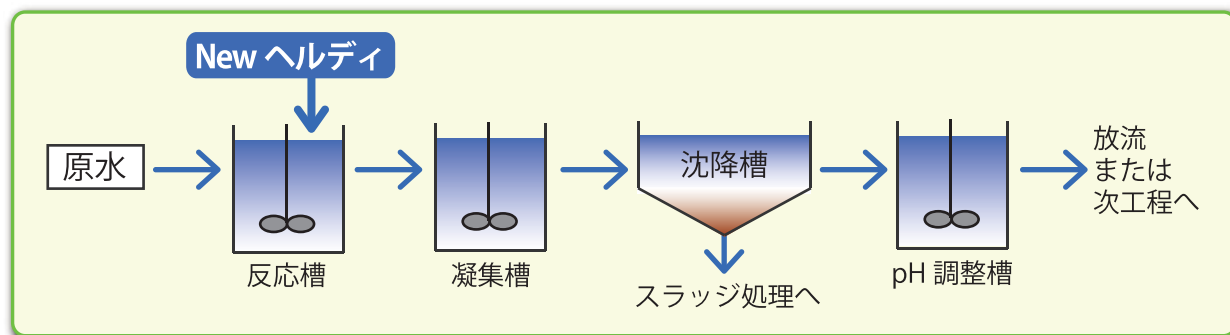 New ヘルディ
原水
反応槽
凝集槽
沈降槽
スラッジ処理へ
pH 調整槽
放流
または
次工程へ